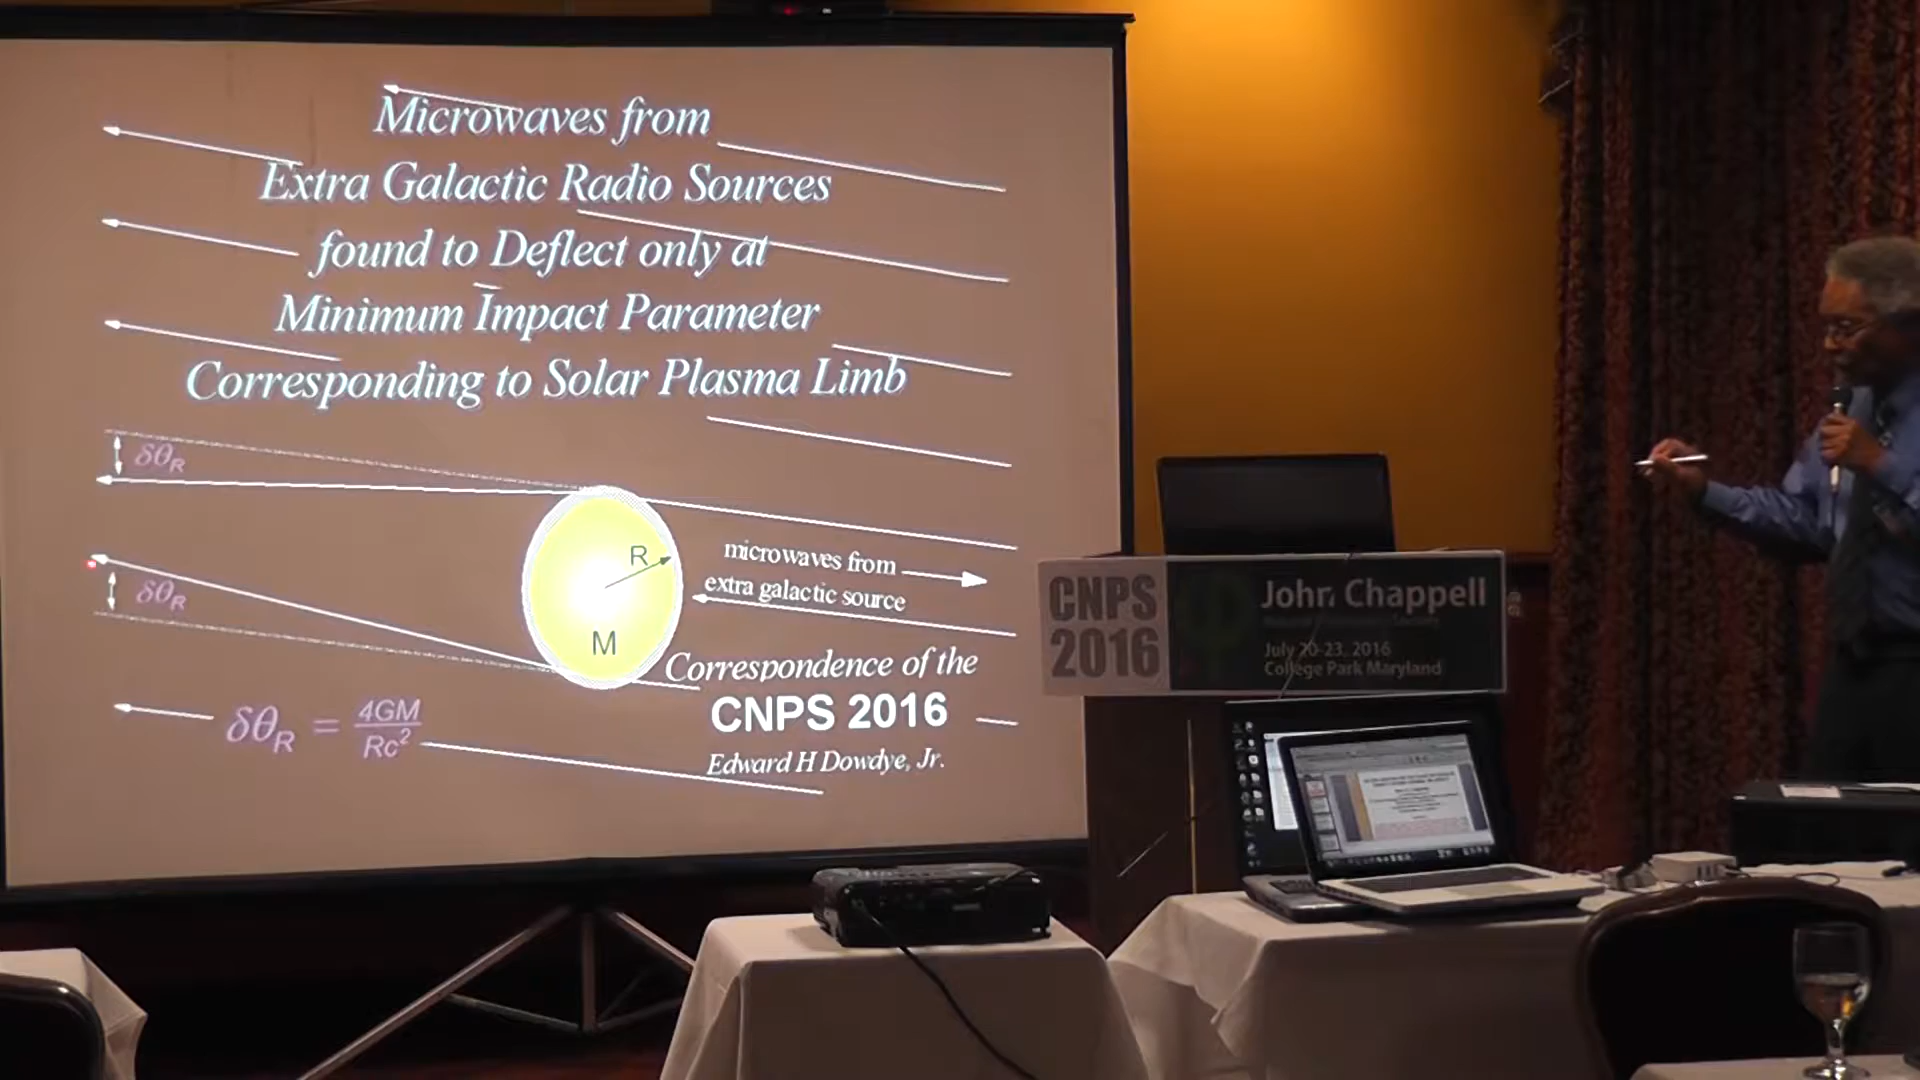 Microwaves from
Extra Galactic Radio Sources
found to Deflect only at
Minimum Impact Parameter
Corresponding to Solar Plasma Limb
δθR
R
microwaves from
extra galactic source
δθR
M
Correspondence of the
CNPS 2016
Edward H Dowdye, Jr.
δθR = 4GM
Rc²
CNPS
2016
John Chappell
July 20-23, 2016
College Park Maryland